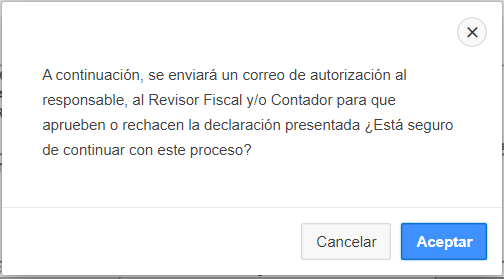 A continuación, se enviará un correo de autorización al
responsable, al Revisor Fiscal y/o Contador para que
aprueben o rechacen la declaración presentada ¿Está seguro
de continuar con este proceso?
Cancelar
Aceptar